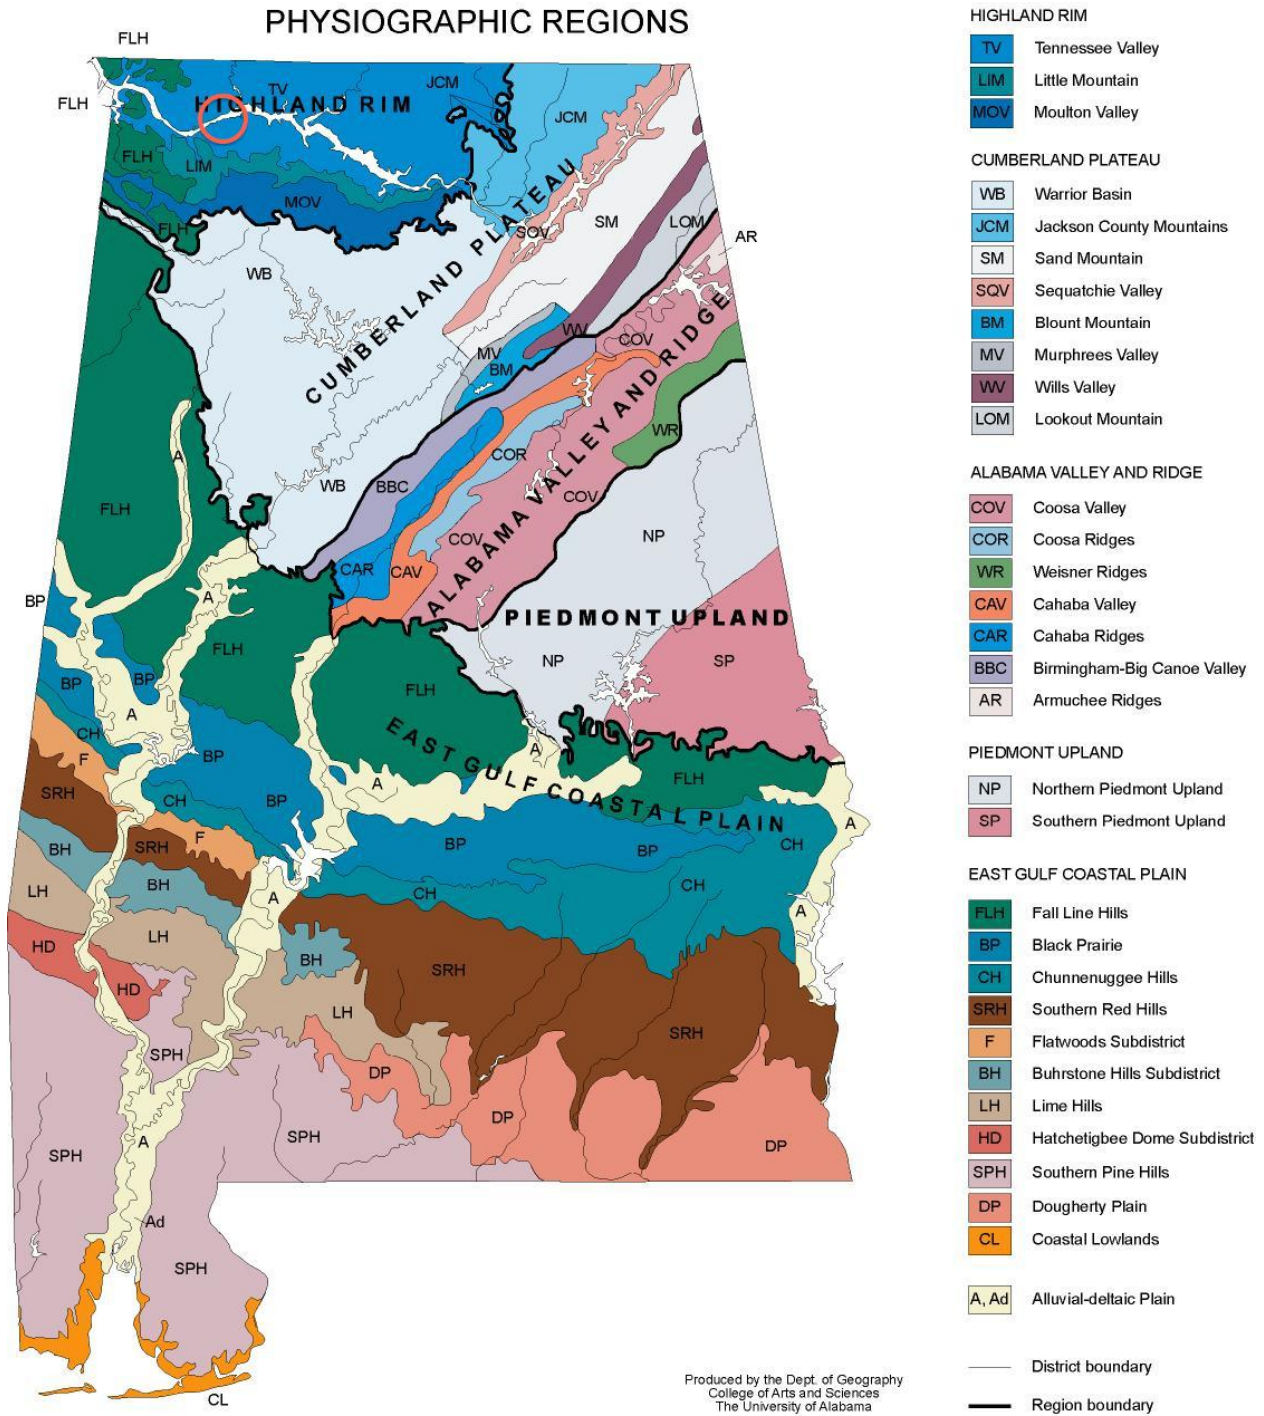 PHYSIOGRAPHIC REGIONS
FLH
FLH
TV
HIGHLAND RIM
JCM
JCM
FLH
LIM
MOV
FLH
SQV
SM
LOM
AR
WB
CUMBERLAND PLATEAU
WV
MV
BM
COV
WR
A
FLH
WB
BBC
COR
COV
COV
ALABAMA VALLEY AND RIDGE
NP
CAR
CAV
BP
A
PIEDMONT UPLAND
FLH
NP
SP
BP
BP
FLH
A
CH
EAST GULF COASTAL PLAIN
A
F
BP
A
FLH
SRH
CH
BP
A
F
BP
BP
CH
BH
SRH
BH
CH
CH
LH
A
A
HD
LH
BH
SRH
HD
LH
SRH
SPH
DP
DP
SPH
SPH
A
DP
Ad
SPH
CL
HIGHLAND RIM
TV Tennessee Valley
LIM Little Mountain
MOV Moulton Valley
CUMBERLAND PLATEAU
WB Warrior Basin
JCM Jackson County Mountains
SM Sand Mountain
SQV Sequatchie Valley
BM Blount Mountain
MV Murphrees Valley
WV Wills Valley
LOM Lookout Mountain
ALABAMA VALLEY AND RIDGE
COV Coosa Valley
COR Coosa Ridges
WR Weisner Ridges
CAV Cahaba Valley
CAR Cahaba Ridges
BBC Birmingham-Big Canoe Valley
AR Armuchee Ridges
PIEDMONT UPLAND
NP Northern Piedmont Upland
SP Southern Piedmont Upland
EAST GULF COASTAL PLAIN
FLH Fall Line Hills
BP Black Prairie
CH Chunnenuggee Hills
SRH Southern Red Hills
F Flatwoods Subdistrict
BH Buhrstone Hills Subdistrict
LH Lime Hills
HD Hatchetigbee Dome Subdistrict
SPH Southern Pine Hills
DP Dougherty Plain
CL Coastal Lowlands
A, Ad Alluvial-deltaic Plain
District boundary
Region boundary
Produced by the Dept. of Geography
College of Arts and Sciences
The University of Alabama